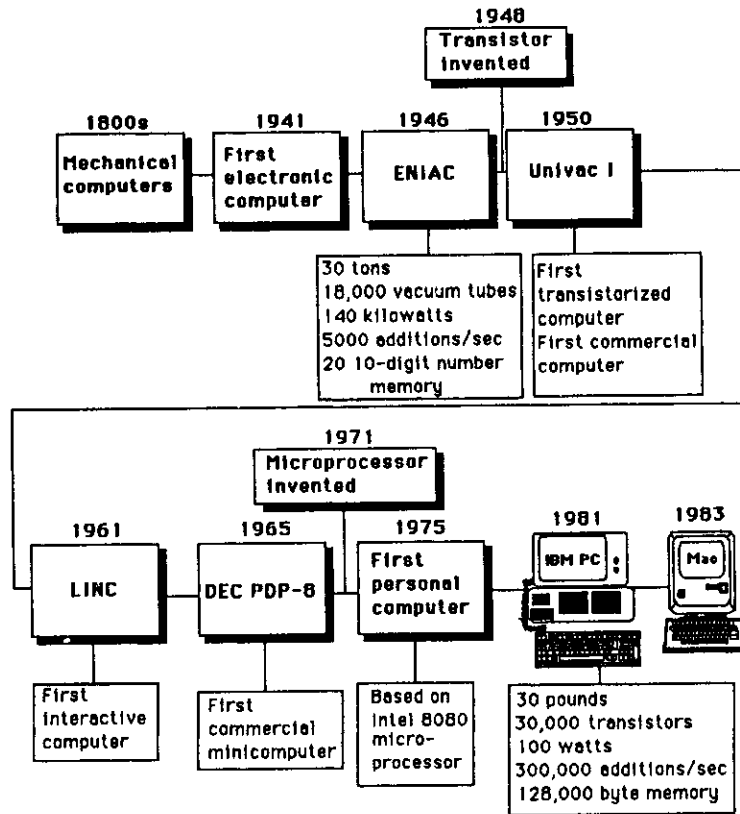 1948
Transistor
invented
1800s
Mechanical
computers
1941
First
electronic
computer
1946
ENIAC
1950
Univac I
30 tons
18,000 vacuum tubes
140 kilowatts
5000 additions/sec
20 10-digit number
memory
First
transistorized
computer
First commercial
computer
1971
Microprocessor
invented
1961
LINC
1965
DEC PDP-8
1975
First
personal
computer
1981
IBM PC
1983
Mac
First
interactive
computer
First
commercial
minicomputer
Based on
Intel 8080
micro-
processor
30 pounds
30,000 transistors
100 watts
300,000 additions/sec
128,000 byte memory